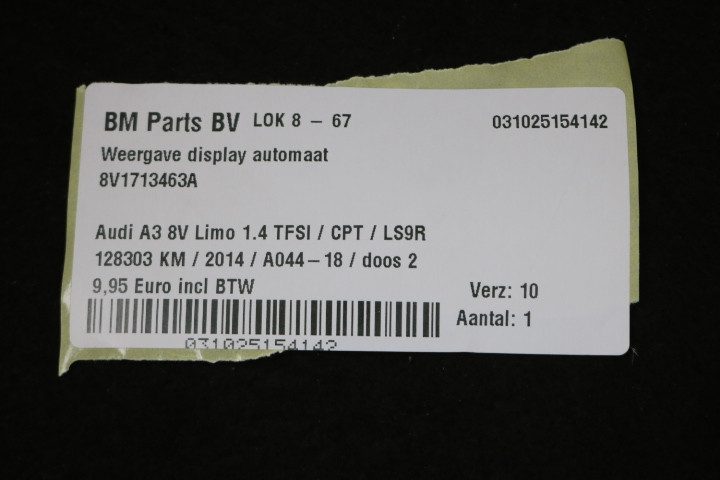 BM Parts BV LOK 8 - 67 031025154142
Weergave display automaat
8V1713463A
Audi A3 8V Limo 1.4 TFSI / CPT / LS9R
128303 KM / 2014 / A044-18 / doos 2
9,95 Euro incl BTW
Verz: 10
Aantal: 1
031025154142